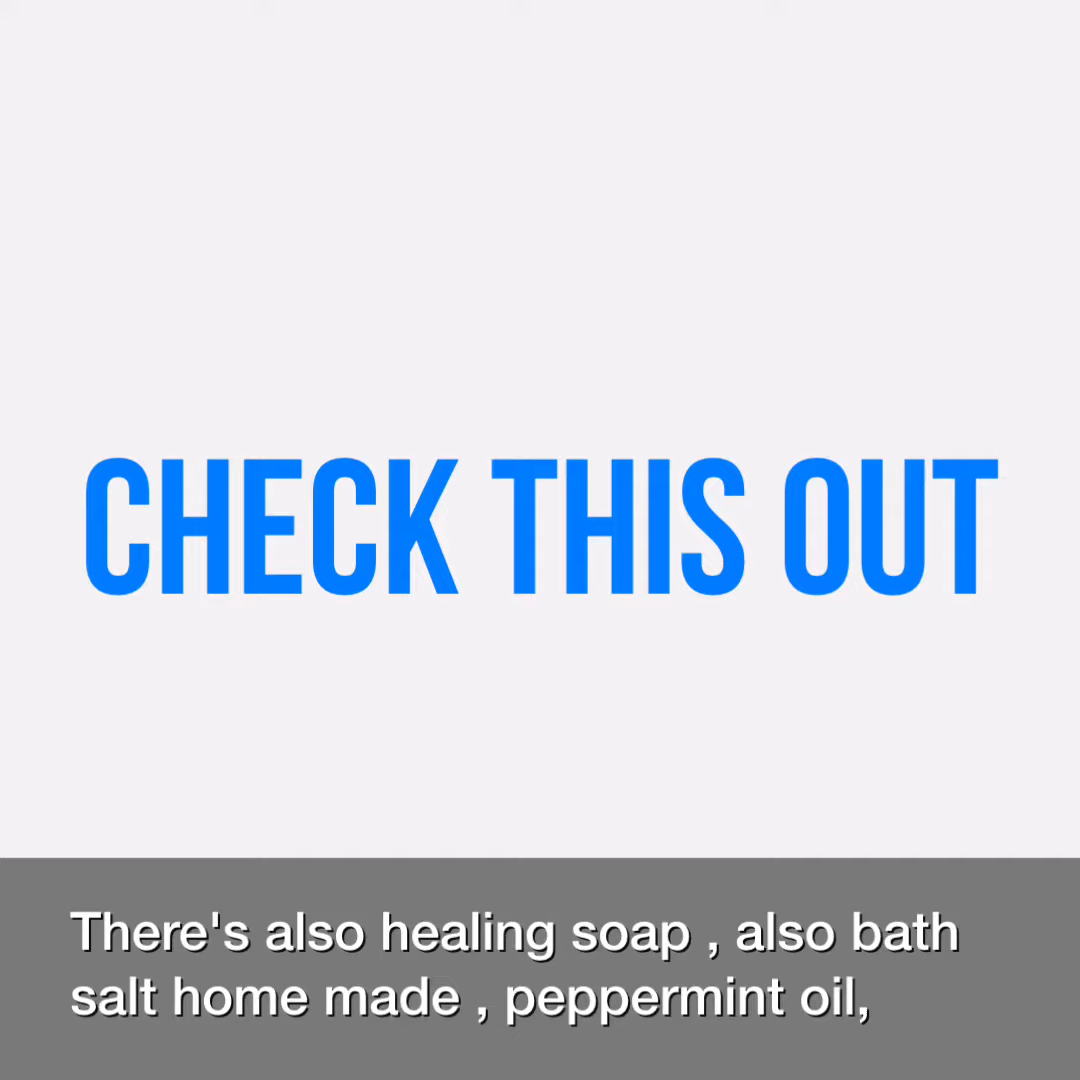 CHECK THIS OUT
There's also healing soap , also bath
salt home made , peppermint oil,